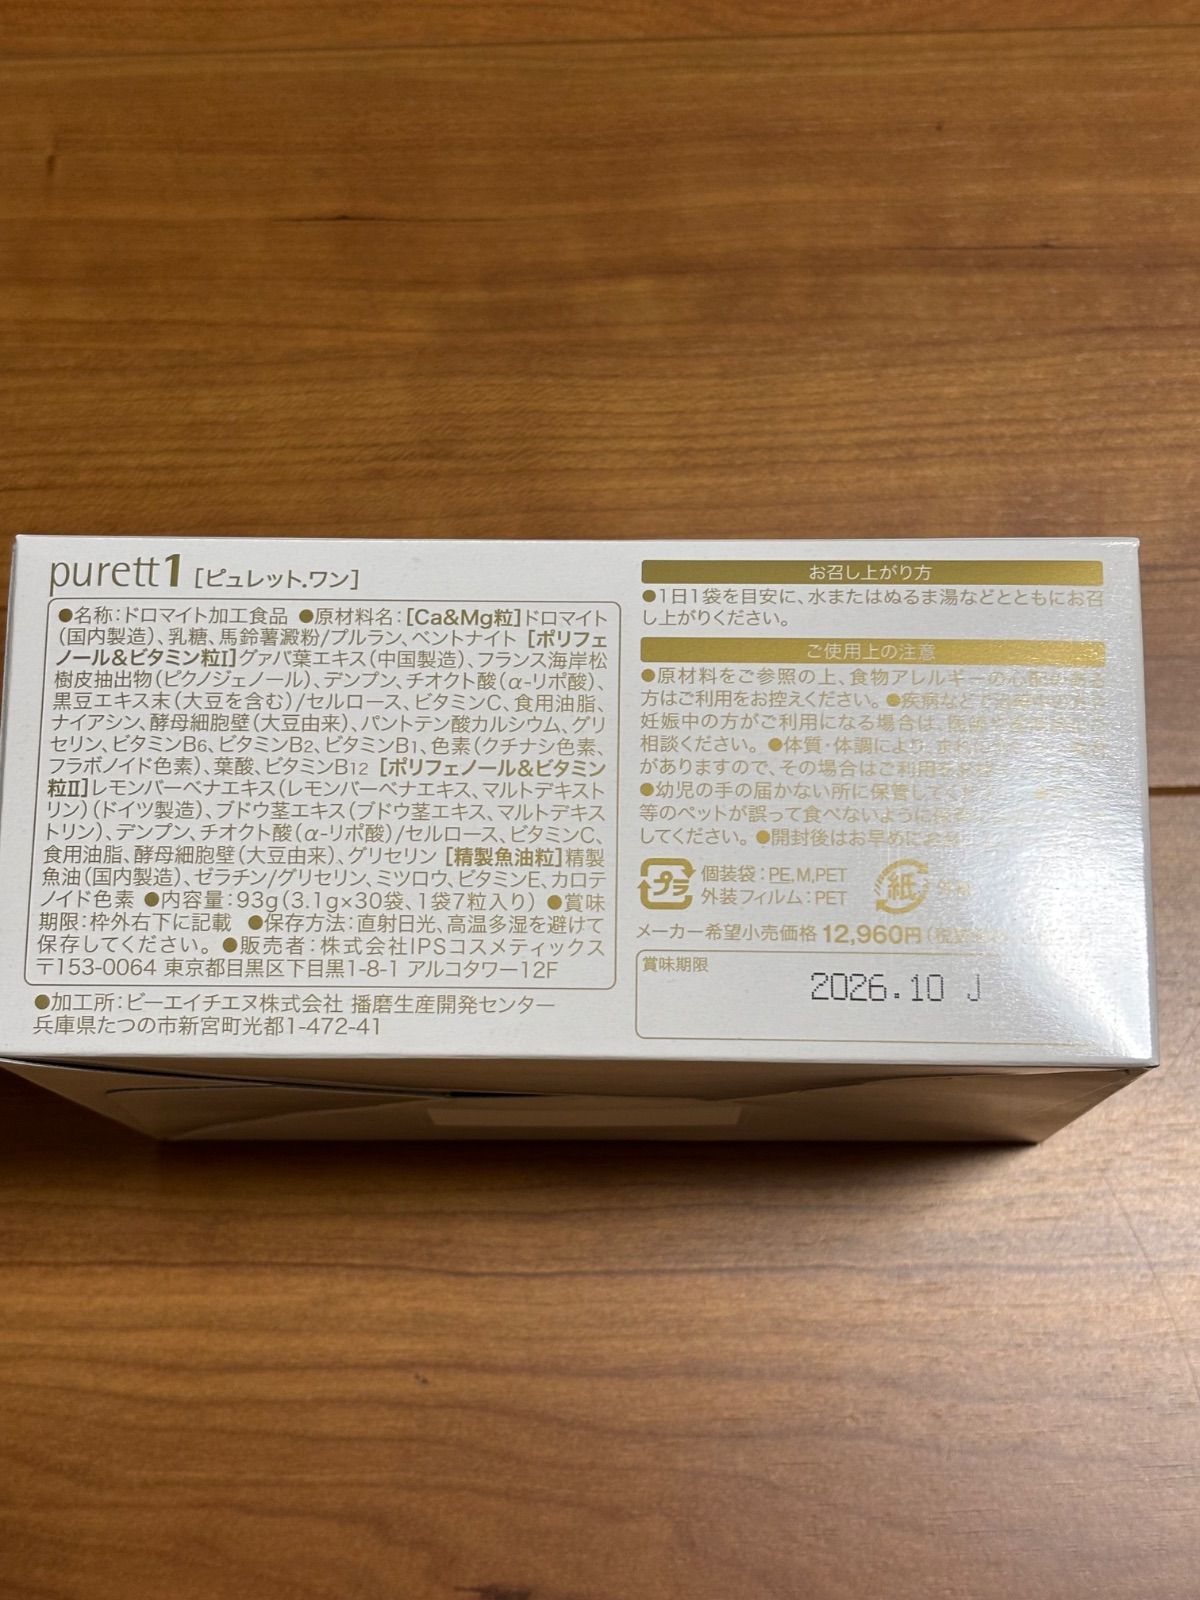 purett1 [ピュレット.ワン]
●名称:ドロマイト加工食品 ●原材料名:[Ca&Mg粒]ドロマイト
(国内製造)、乳糖、馬鈴薯澱粉/プルラン、ベントナイト [ポリフェ
ノール&ビタミン粒I]グァバ葉エキス(中国製造)、フランス海岸松
樹皮抽出物(ピクノジェノール)、デンプン、チオクト酸(α-リポ酸)、
黒豆エキス末(大豆を含む)/セルロース、ビタミンC、食用油脂、
ナイアシン、酵母細胞壁(大豆由来)、パントテン酸カルシウム、グリ
セリン、ビタミンB6、ビタミンB2、ビタミンB1、色素(クチナシ色素、
フラボノイド色素)、葉酸、ビタミンB12 [ポリフェノール&ビタミン
粒II]レモンバーベナエキス(レモンバーベナエキス、マルトデキスト
リン)(ドイツ製造)、ブドウ茎エキス(ブドウ茎エキス、マルトデキス
トリン)、デンプン、チオクト酸(α-リポ酸)/セルロース、ビタミンC、
食用油脂、酵母細胞壁(大豆由来)、グリセリン [精製魚油粒]精製
魚油(国内製造)、ゼラチン/グリセリン、ミツロウ、ビタミンE、カロテ
ノイド色素 ●内容量:93g(3.1g×30袋、1袋7粒入り) ●賞味
期限:枠外右下に記載 ●保存方法:直射日光、高温多湿を避けて
保存してください。 ●販売者:株式会社IPSコスメティックス
〒153-0064 東京都目黒区下目黒1-8-1 アルコタワー12F
●加工所:ビーエイチエヌ株式会社 播磨生産開発センター
兵庫県たつの市新宮町光都1-472-41
お召し上がり方
●1日1袋を目安に、水またはぬるま湯などとともにお召
し上がりください。
ご使用上の注意
●原材料をご参照の上、食物アレルギーの心配のある
方はご利用をお控えください。●疾病などで治療中の方
妊娠中の方がご利用になる場合は、医師
相談ください。●体質・体調により、まれに
がありますので、その場合はご利用を
●幼児の手の届かない所に保管してくだ
等のペットが誤って食べないように保管
してください。●開封後はお早めに
プラ 個装袋:PE,M,PET
外装フィルム:PET
紙 外箱
メーカー希望小売価格 12,960円(税込
賞味期限
2026.10 J